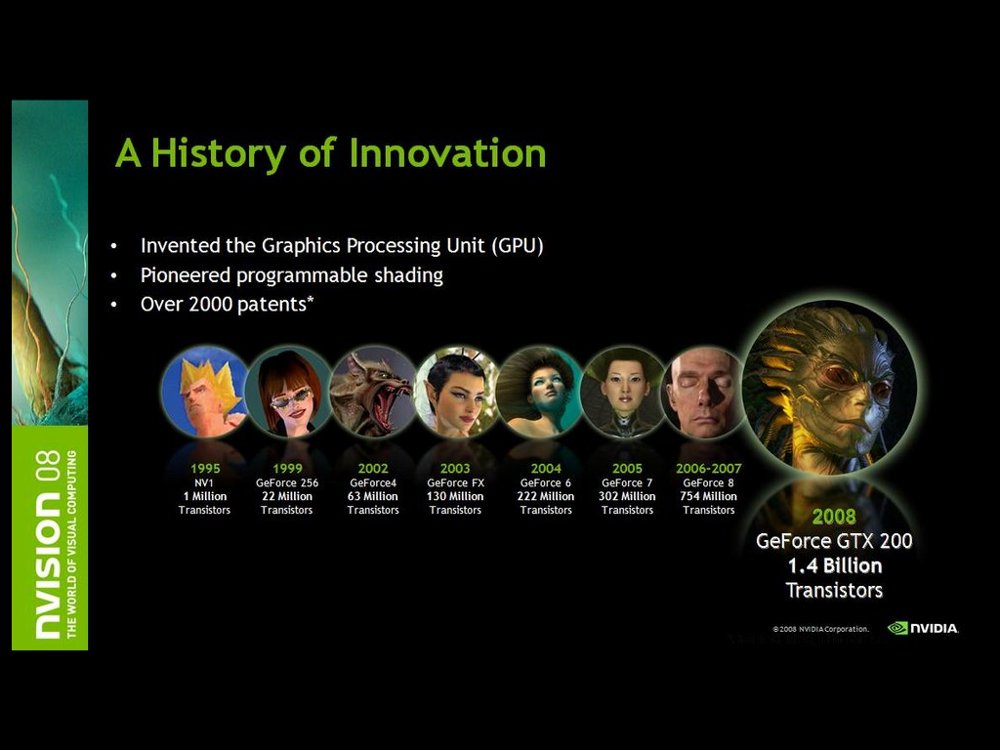 A History of Innovation
• Invented the Graphics Processing Unit (GPU)
• Pioneered programmable shading
• Over 2000 patents*
1995
NV1
1 Million
Transistors
1999
GeForce 256
22 Million
Transistors
2002
GeForce4
63 Million
Transistors
2003
GeForce FX
130 Million
Transistors
2004
GeForce 6
222 Million
Transistors
2005
GeForce 7
302 Million
Transistors
2006-2007
GeForce 8
754 Million
Transistors
2008
GeForce GTX 200
1.4 Billion
Transistors
nvision 08
THE WORLD OF VISUAL COMPUTING
©2008 NVIDIA Corporation.
NVIDIA.